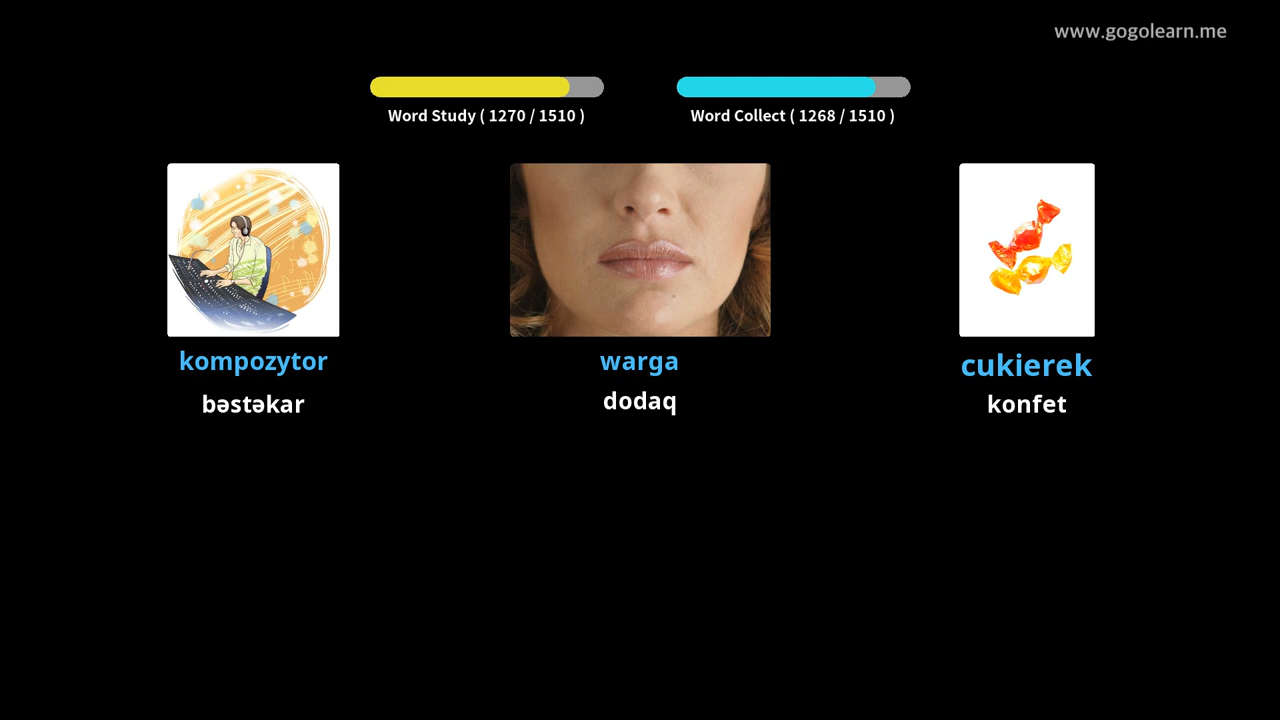 www.gogolearn.me
Word Study ( 1270 / 1510 )
Word Collect ( 1268 / 1510 )
kompozytor
bəstəkar
warga
dodaq
cukierek
konfet